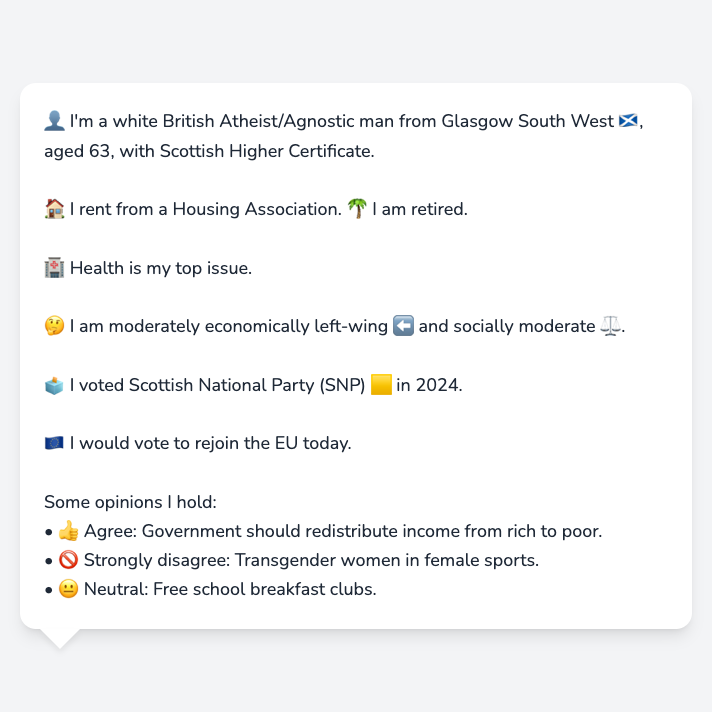 👤 I'm a white British Atheist/Agnostic man from Glasgow South West 🏴󠁧󠁢󠁳󠁣󠁴󠁿,
aged 63, with Scottish Higher Certificate.
🏠 I rent from a Housing Association. 🌴 I am retired.
🏥 Health is my top issue.
🤔 I am moderately economically left-wing ⬅️ and socially moderate ⚖️.
🗳️ I voted Scottish National Party (SNP) 🟨 in 2024.
🇪🇺 I would vote to rejoin the EU today.
Some opinions I hold:
• 👍 Agree: Government should redistribute income from rich to poor.
• 🚫 Strongly disagree: Transgender women in female sports.
• 😐 Neutral: Free school breakfast clubs.